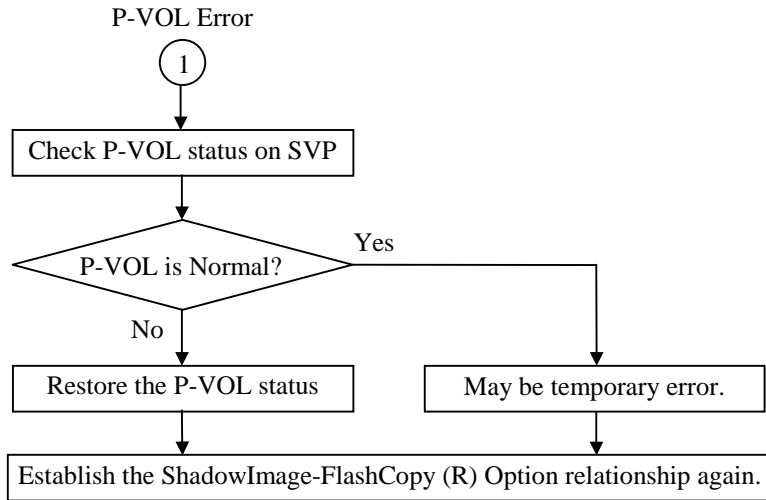 P-VOL Error
1
Check P-VOL status on SVP
P-VOL is Normal?
Yes
No
Restore the P-VOL status
May be temporary error.
Establish the ShadowImage-FlashCopy (R) Option relationship again.